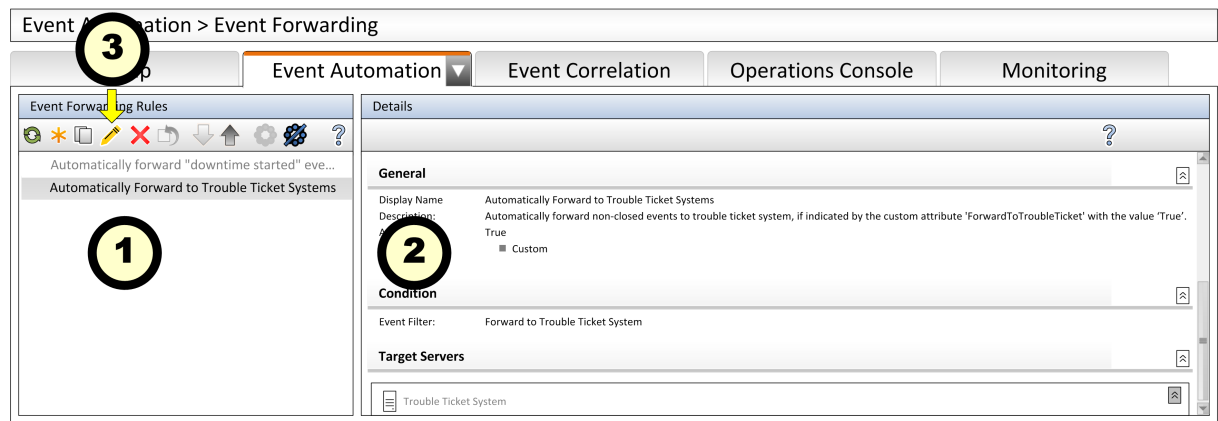 Event A ation > Event Forwarding
3
p
Event Automation
Event Correlation
Operations Console
Monitoring
Event Forwarding Rules
Details
?
?
Automatically forward "downtime started" eve...
Automatically Forward to Trouble Ticket Systems
1
General
Display Name Automatically Forward to Trouble Ticket Systems
Description: Automatically forward non-closed events to trouble ticket system, if indicated by the custom attribute 'ForwardToTroubleTicket' with the value ‘True’.
True
2
Custom
Condition
Event Filter: Forward to Trouble Ticket System
Target Servers
Trouble Ticket System